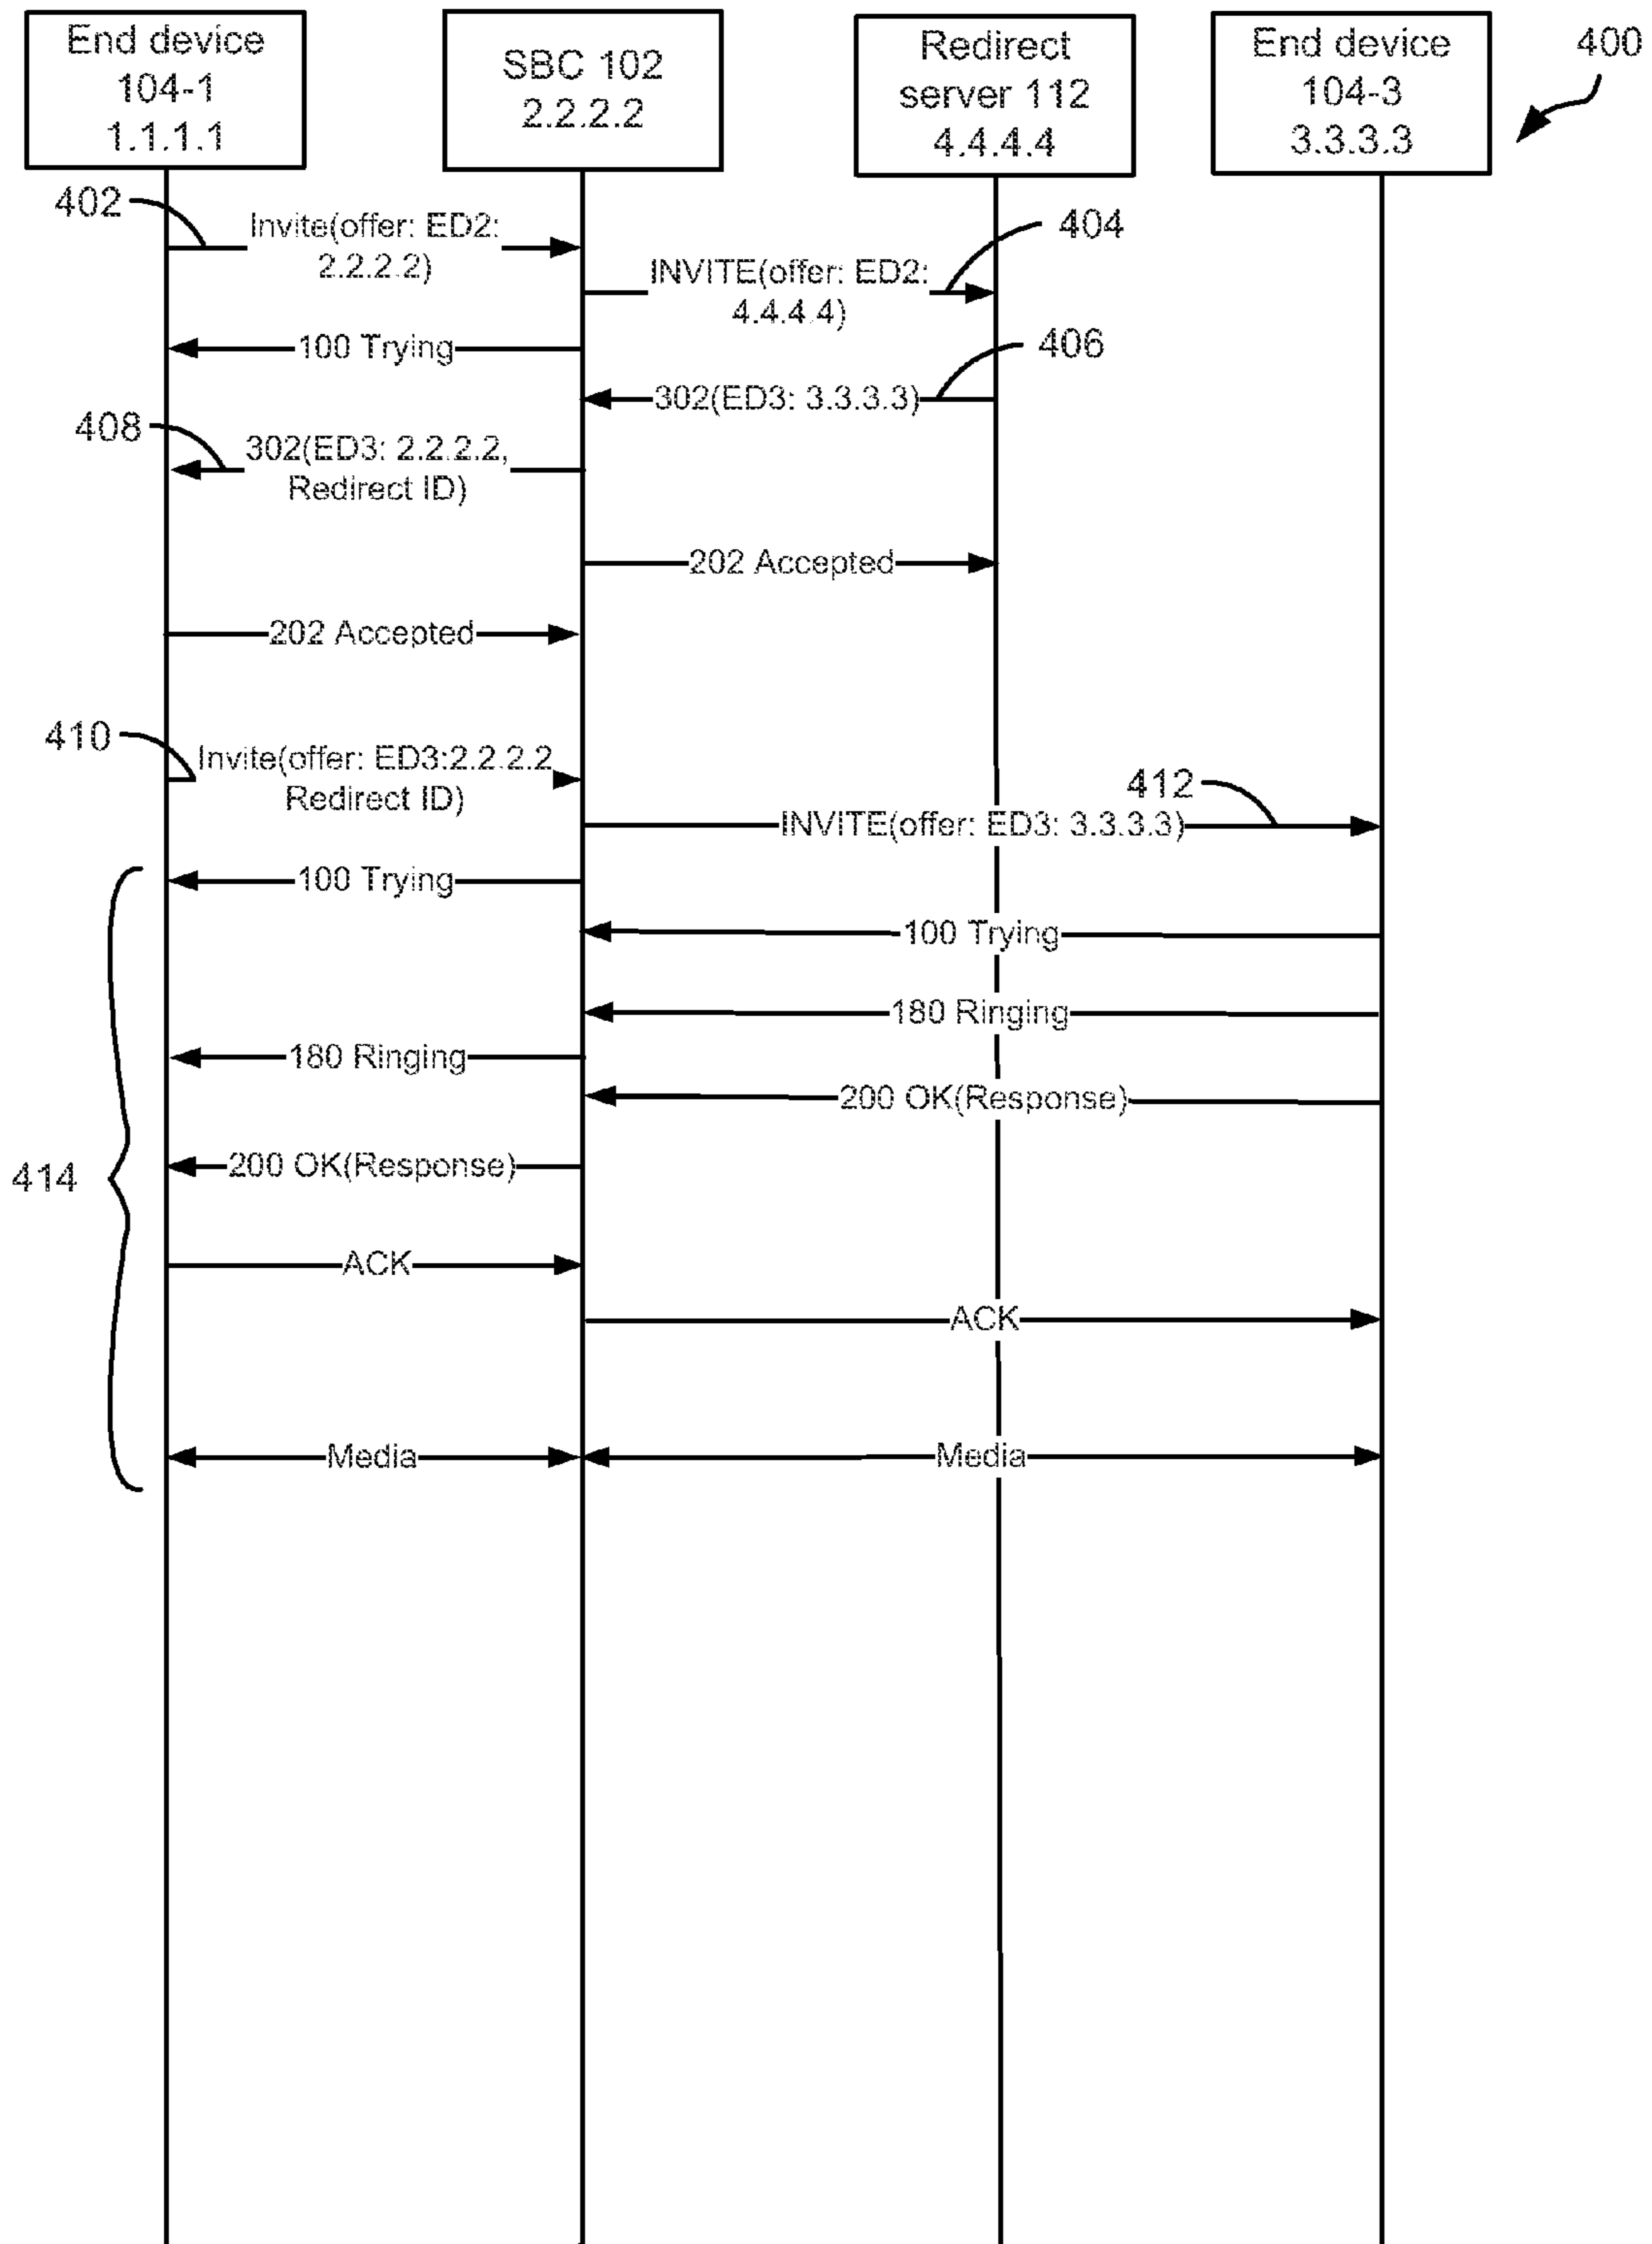 End device
104-1
1.1.1.1
SBC 102
2.2.2.2
Redirect
server 112
4.4.4.4
End device
104-3
3.3.3.3
400
402
Invite(offer: ED2:
2.2.2.2)
404
INVITE(offer: ED2:
4.4.4.4)
100 Trying
406
302(ED3: 3.3.3.3)
408
302(ED3: 2.2.2.2,
Redirect ID)
202 Accepted
202 Accepted
410
Invite(offer: ED3:2.2.2.2
Redirect ID)
412
INVITE(offer: ED3: 3.3.3.3)
100 Trying
100 Trying
180 Ringing
180 Ringing
200 OK(Response)
200 OK(Response)
414
ACK
ACK
Media
Media